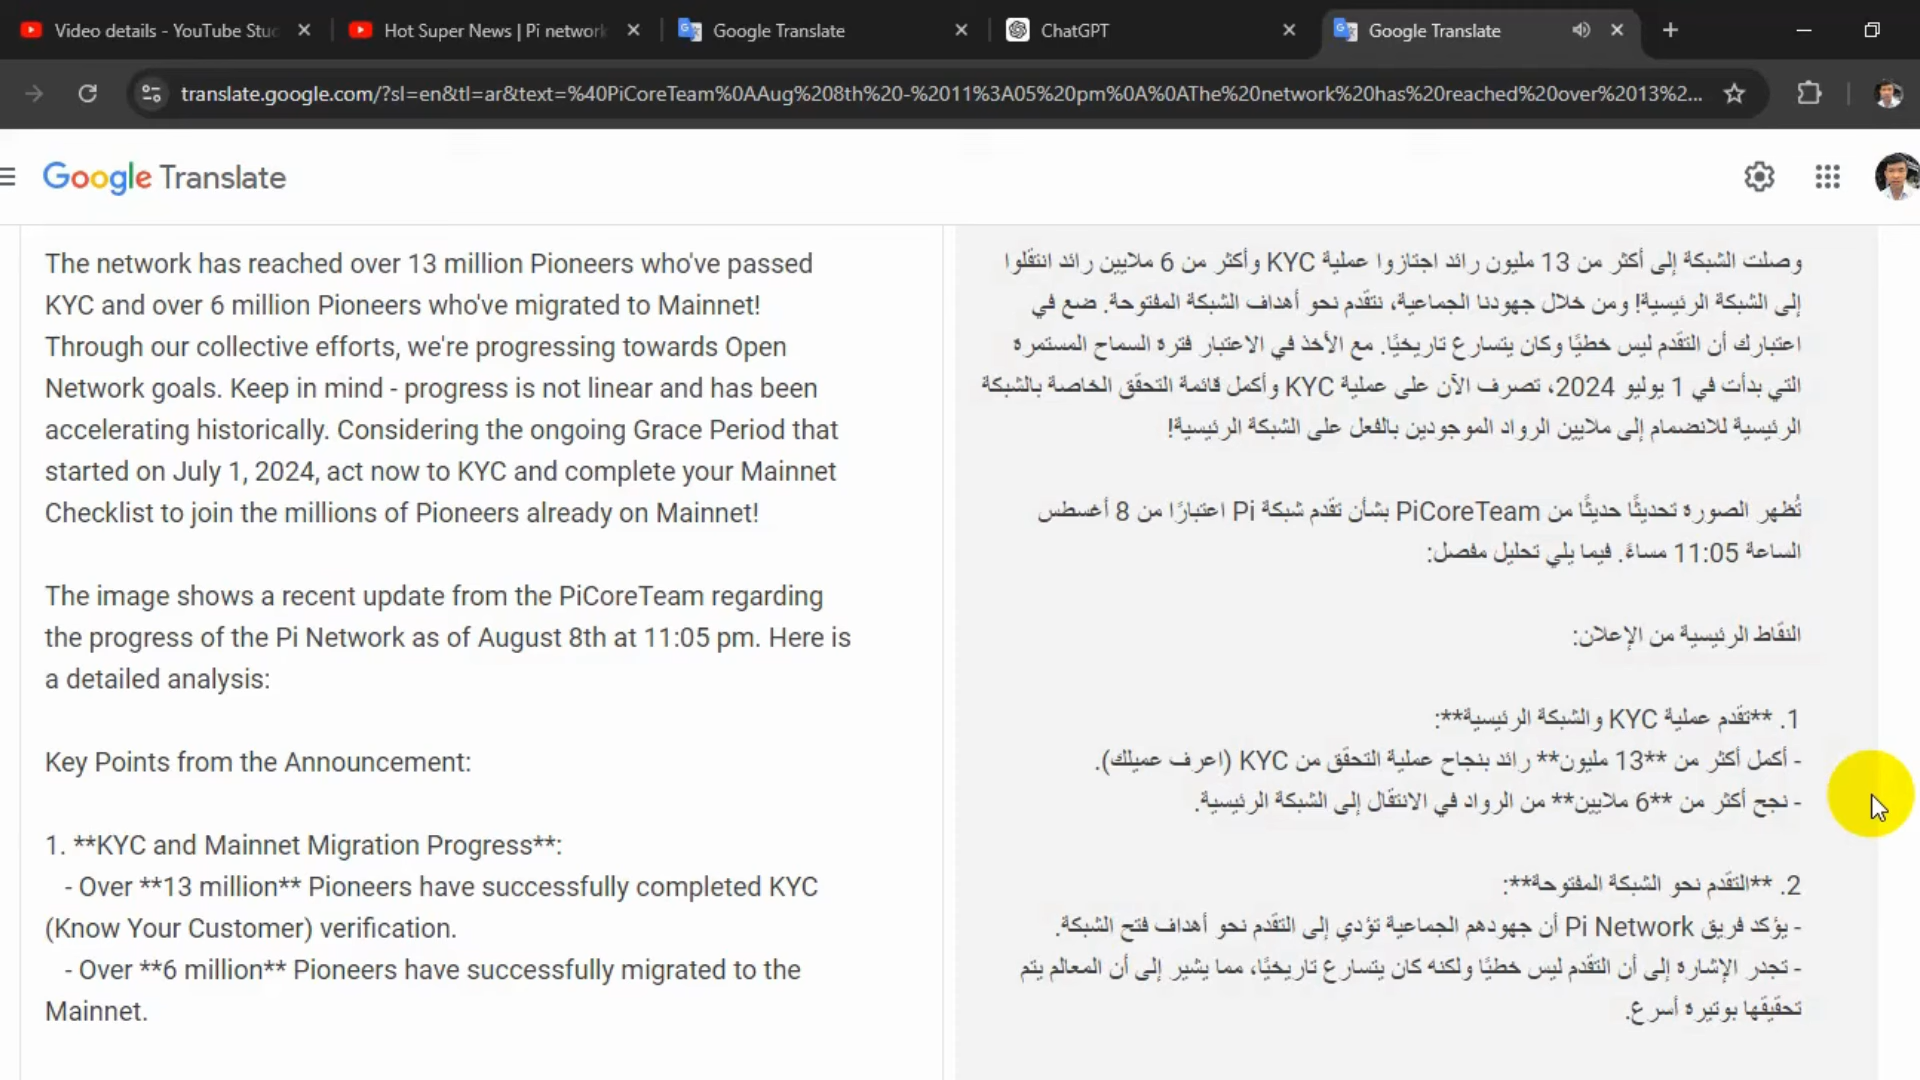 Video details - YouTube Stu
Hot Super News | Pi network
Google Translate
ChatGPT
Google Translate
translate.google.com/?sl=en&tl=ar&text=%40PiCoreTeam%0AAug%208th%20-%2011%3A05%20pm%0A%0AThe%20network%20has%20reached%20over%2013%2...
Google Translate
The network has reached over 13 million Pioneers who've passed
KYC and over 6 million Pioneers who've migrated to Mainnet!
Through our collective efforts, we're progressing towards Open
Network goals. Keep in mind - progress is not linear and has been
accelerating historically. Considering the ongoing Grace Period that
started on July 1, 2024, act now to KYC and complete your Mainnet
Checklist to join the millions of Pioneers already on Mainnet!
The image shows a recent update from the PiCoreTeam regarding
the progress of the Pi Network as of August 8th at 11:05 pm. Here is
a detailed analysis:
Key Points from the Announcement:
1. **KYC and Mainnet Migration Progress**:
- Over **13 million** Pioneers have successfully completed KYC
(Know Your Customer) verification.
- Over **6 million** Pioneers have successfully migrated to the
Mainnet.
وصلت الشبكة إلى أكثر من 13 مليون رائد اجتازوا عملية KYC وأكثر من 6 ملايين رائد انتقلوا
إلى الشبكة الرئيسية! ومن خلال جهودنا الجماعية، نتقدم نحو أهداف الشبكة المفتوحة. ضع في
اعتبارك أن التقدم ليس خطيًا وكان يتسارع تاريخيًا. مع الأخذ في الاعتبار فترة السماح المستمرة
التي بدأت في 1 يوليو 2024، تصرف الآن على عملية KYC وأكمل قائمة التحقق الخاصة بالشبكة
الرئيسية للانضمام إلى ملايين الرواد الموجودين بالفعل على الشبكة الرئيسية!
تُظهر الصورة تحديثًا حديثًا من PiCoreTeam بشأن تقدم شبكة Pi اعتبارًا من 8 أغسطس
الساعة 11:05 مساءً. فيما يلي تحليل مفصل:
النقاط الرئيسية من الإعلان:
1. **تقدم عملية KYC والشبكة الرئيسية**:
- أكمل أكثر من **13 مليون** رائد بنجاح عملية التحقق من KYC (اعرف عميلك).
- نجح أكثر من **6 ملايين** من الرواد في الانتقال إلى الشبكة الرئيسية.
2. **التقدم نحو الشبكة المفتوحة**:
- يؤكد فريق Pi Network أن جهودهم الجماعية تؤدي إلى التقدم نحو أهداف فتح الشبكة.
- تجدر الإشارة إلى أن التقدم ليس خطيًا ولكنه كان يتسارع تاريخيًا، مما يشير إلى أن المعالم يتم
تحقيقها بوتيرة أسرع.